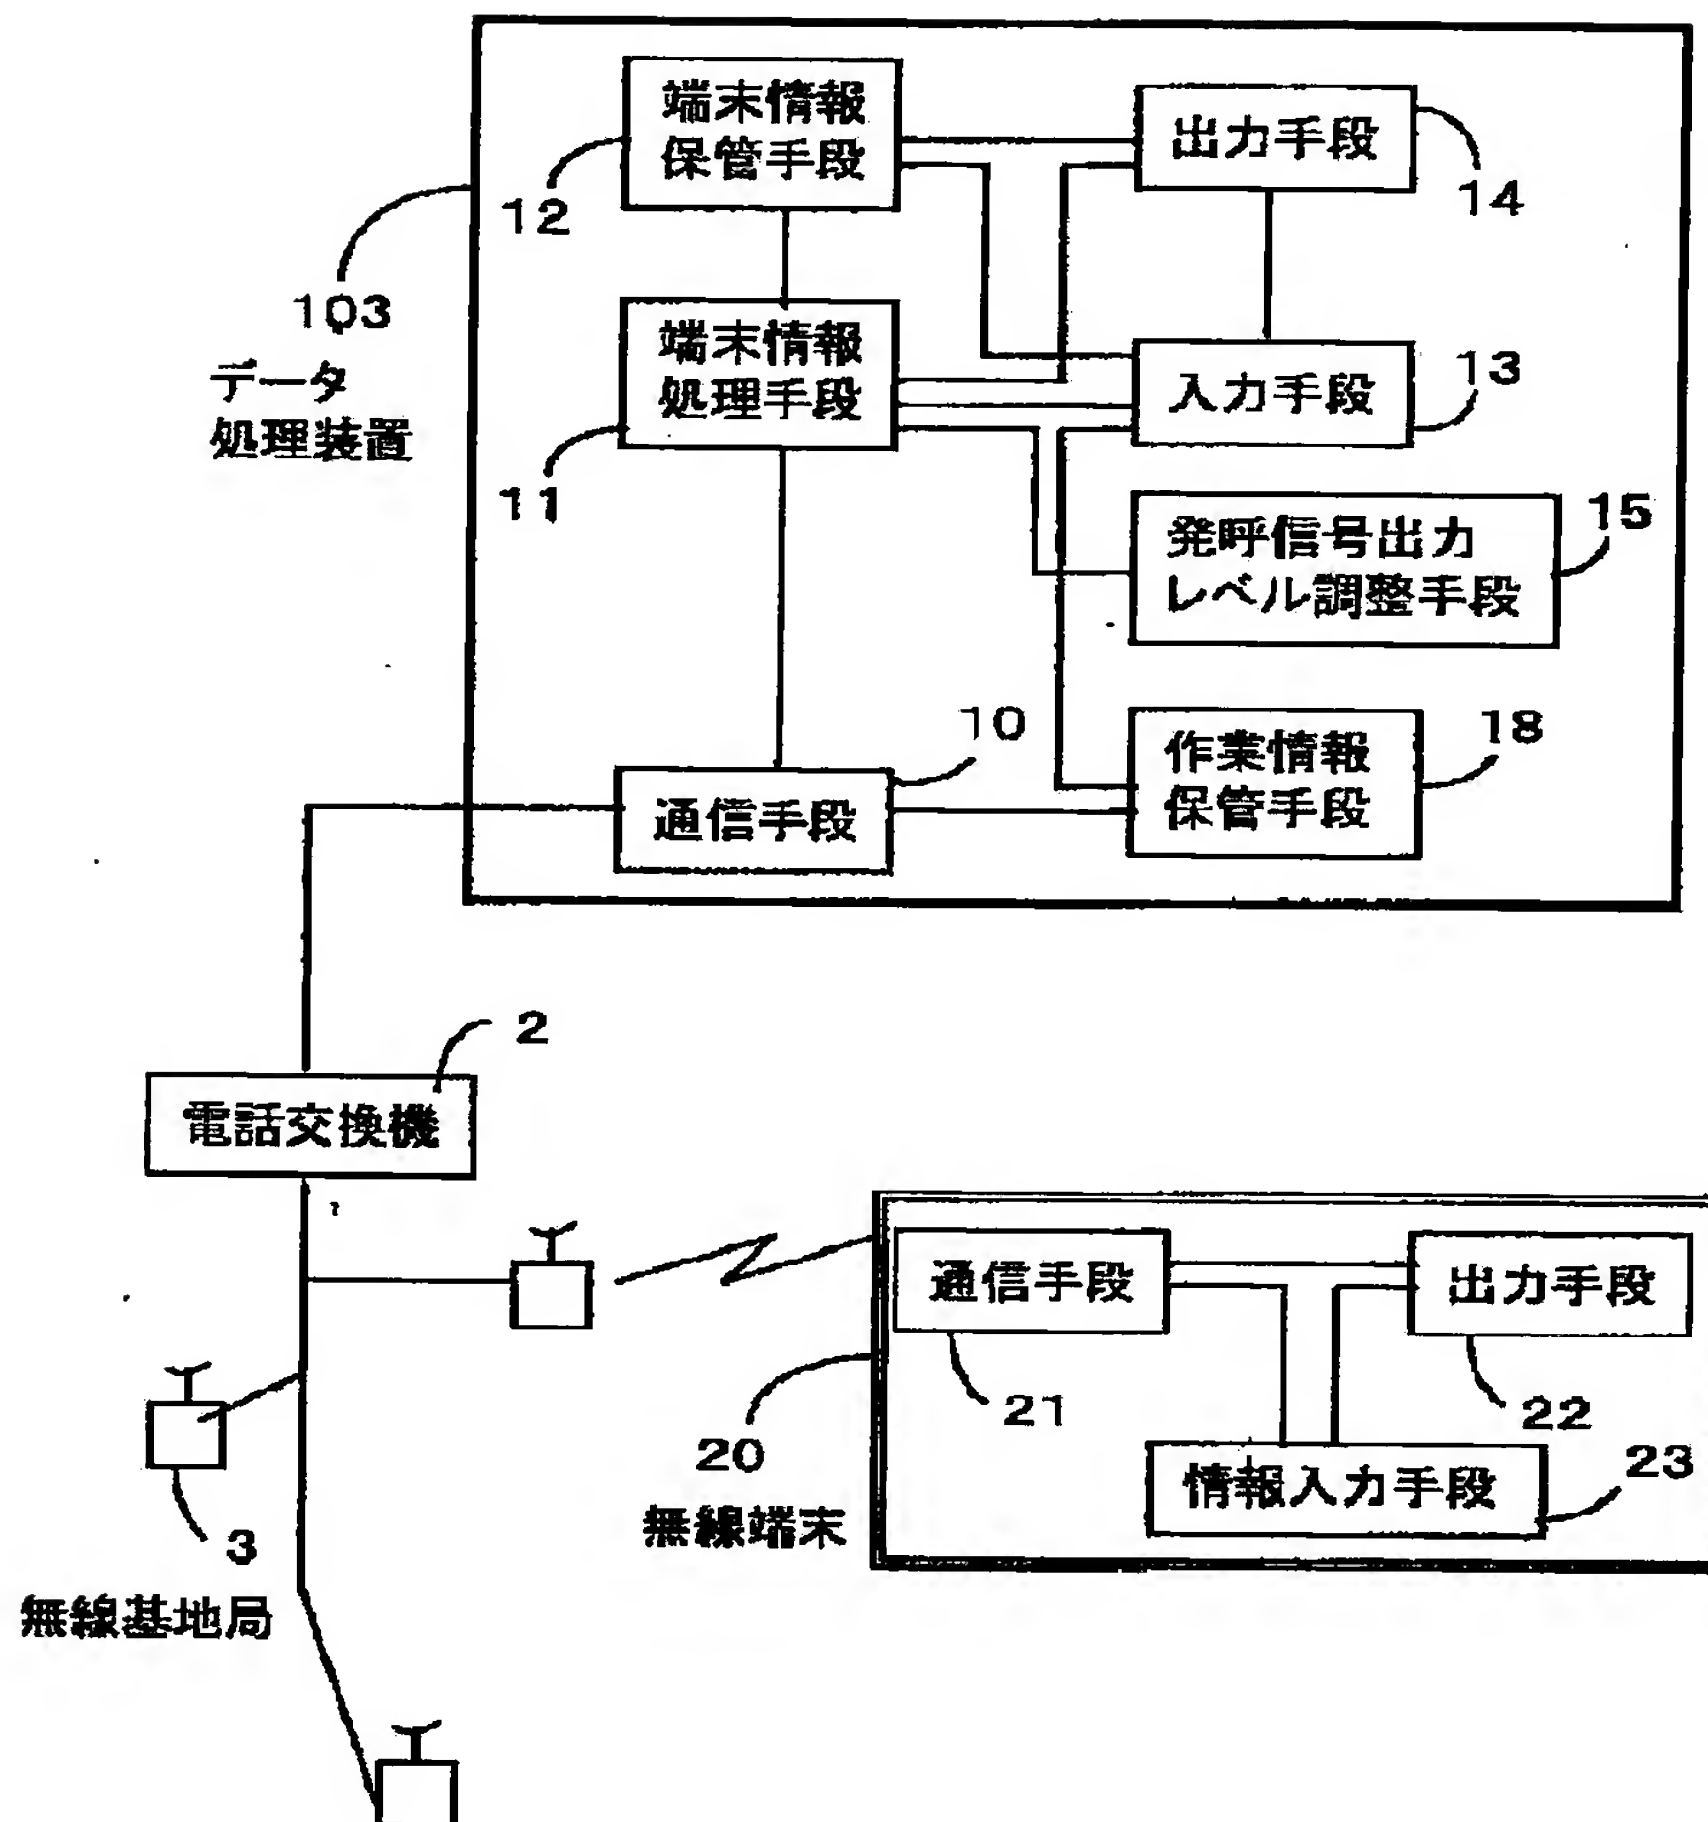 端末情報
保管手段
12
出力手段
14
103
データ
処理装置
端末情報
処理手段
11
入力手段
13
発呼信号出力
レベル調整手段
15
10
通信手段
作業情報
保管手段
18
2
電話交換機
通信手段
出力手段
21
22
20
無線端末
情報入力手段
23
3
無線基地局